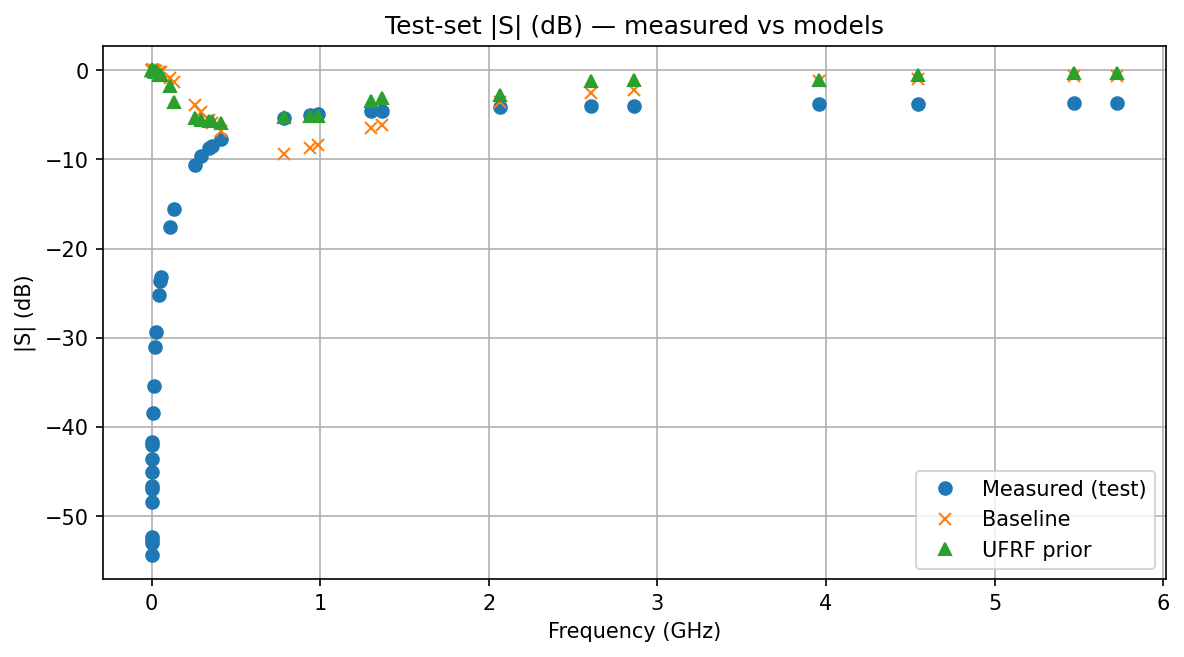 Test-set |S| (dB) — measured vs models
|S| (dB)
0
−10
−20
−30
−40
−50
0 1 2 3 4 5 6
Frequency (GHz)
Measured (test)
Baseline
UFRF prior